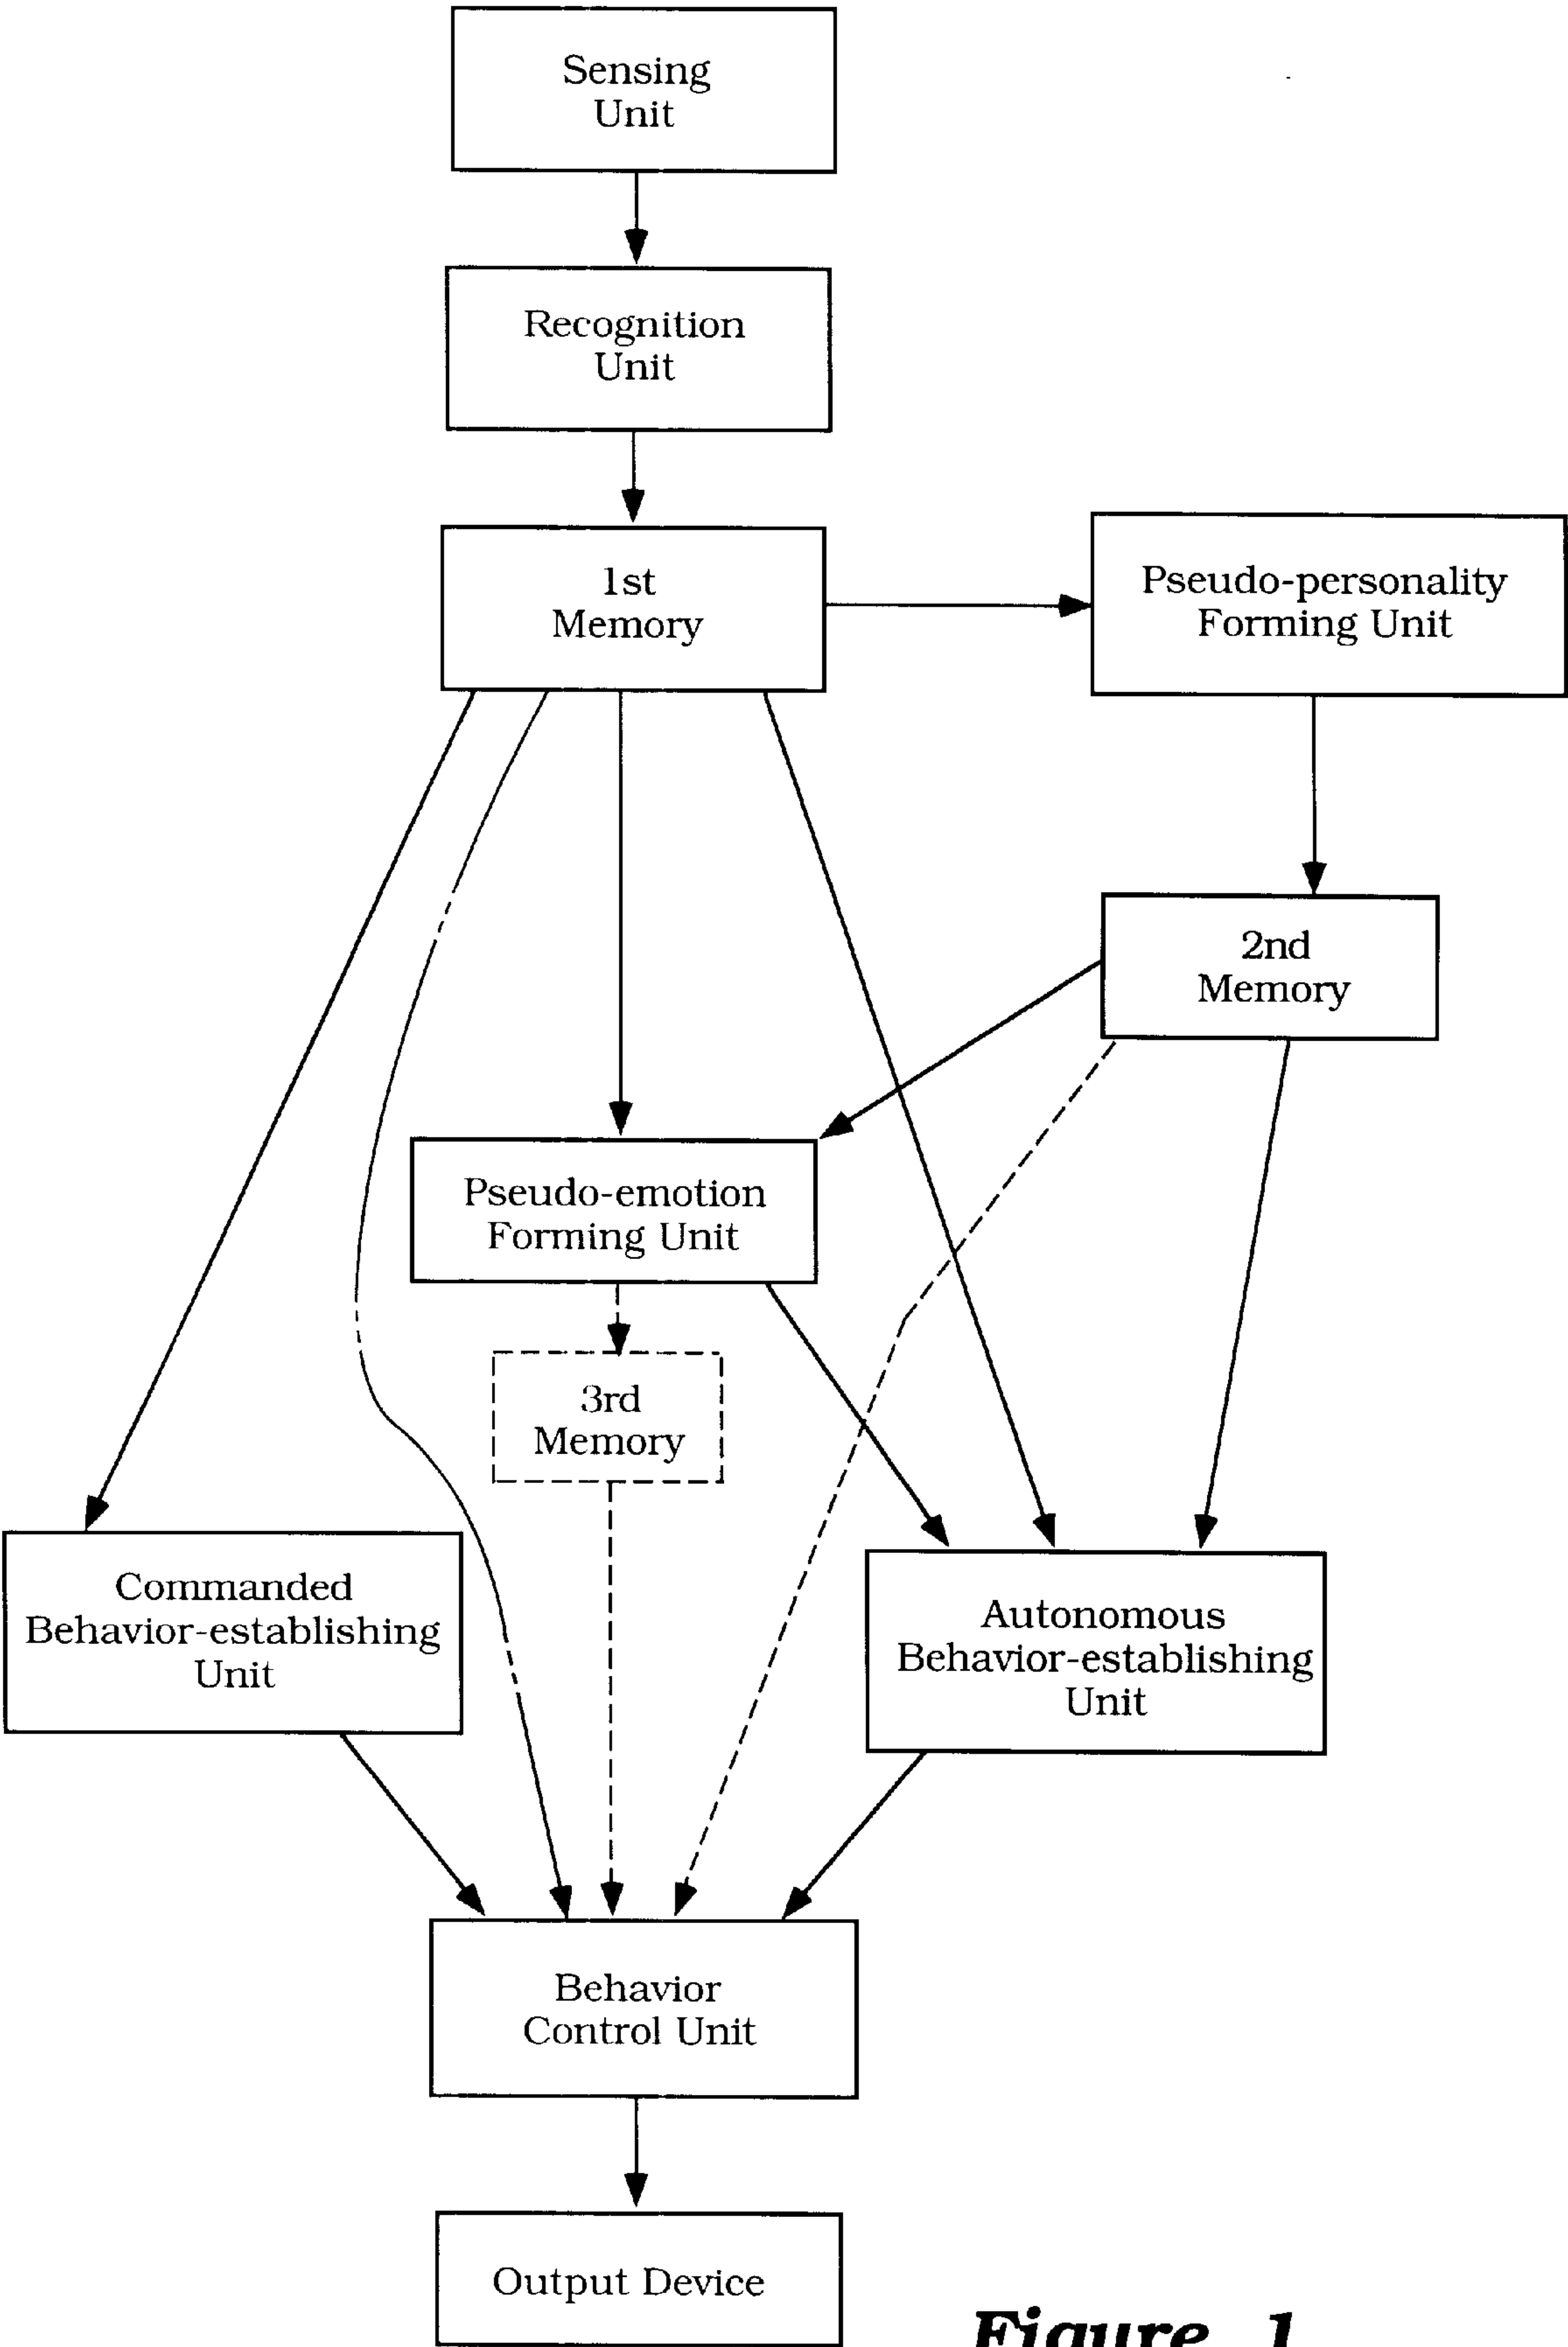 Sensing
Unit
Recognition
Unit
1st
Memory
Pseudo-personality
Forming Unit
2nd
Memory
Pseudo-emotion
Forming Unit
3rd
Memory
Commanded
Behavior-establishing
Unit
Autonomous
Behavior-establishing
Unit
Behavior
Control Unit
Output Device
Figure 1